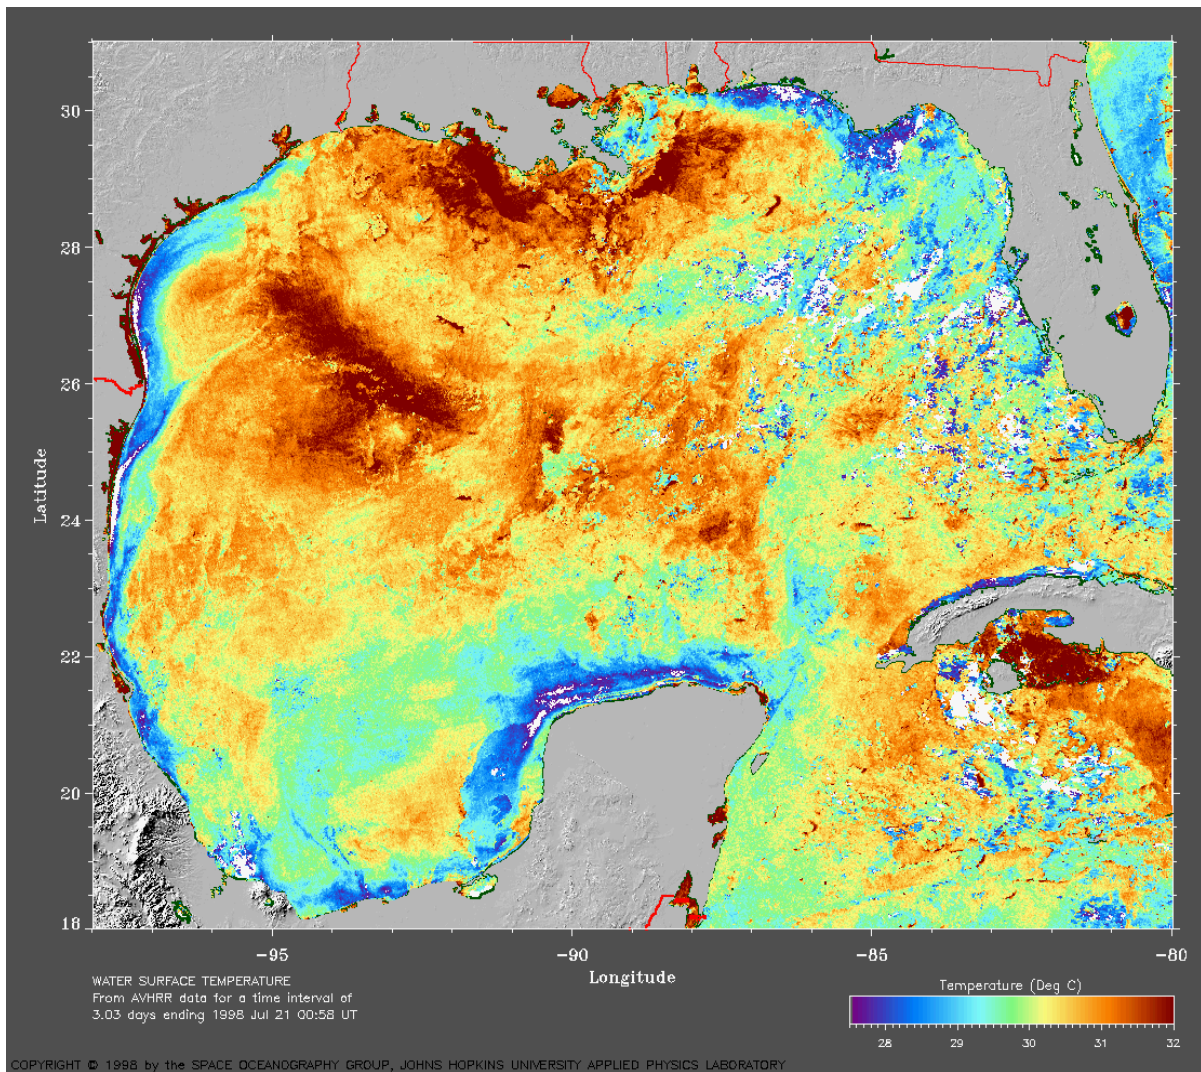 30
28
26
24
22
20
18
Latitude
-95
-90
-85
-80
Longitude
WATER SURFACE TEMPERATURE
From AVHRR data for a time interval of
3.03 days ending 1998 Jul 21 00:58 UT
Temperature (Deg C)
28 29 30 31 32
COPYRIGHT © 1998 by the SPACE OCEANOGRAPHY GROUP, JOHNS HOPKINS UNIVERSITY APPLIED PHYSICS LABORATORY